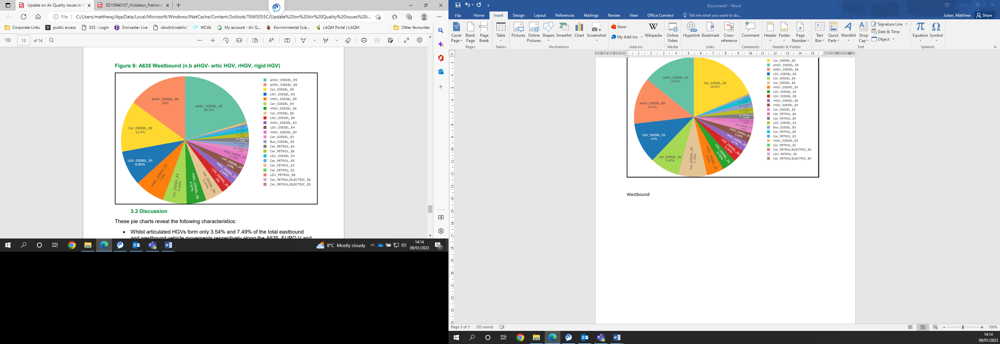 Update on Air Quality Issues in H
ED15940107_Hickleton_Prelimina
File
C:/Users/matthewj/AppData/Local/Microsoft/Windows/INetCache/Content.Outlook/T6WS055C/Update%20on%20Air%20Quality%20Issues%20i...
Corporate Links
public access
ESS - Login
Doncaster Live
idoxtlcl/webllc/
WC4A
My account - Air Q...
Environmental Scie...
LAQM Portal | LAQM
Other favourites
13 of 14
Figure 9: A635 Westbound (n.b aHGV- artic HGV, rHGV, rigid HGV)
aHGV_DIESEL_E6
15%
aHGV_DIESEL_E5
20.3%
Car_DIESEL_E5
12.9%
LGV_DIESEL_E5
8.85%
rHGV_DIESEL_E5
7.6%
Car_DIESEL_E4
6.03%
rHGV_DIESEL_E6
4.97%
Car_DIESEL_E6
4.57%
LGV_DIESEL_E6
3%
rHGV_DIESEL_E3
2.94%
LGV_DIESEL_E4
2.8%
rHGV_DIESEL_E4
2.73%
aHGV_DIESEL_E5
aHGV_DIESEL_E6
Car_DIESEL_E5
LGV_DIESEL_E5
rHGV_DIESEL_E5
Car_DIESEL_E4
rHGV_DIESEL_E6
Car_DIESEL_E6
LGV_DIESEL_E6
rHGV_DIESEL_E3
LGV_DIESEL_E4
rHGV_DIESEL_E4
Car_DIESEL_E3
Bus_DIESEL_E5
Car_PETROL_E4
Car_PETROL_E6
LGV_DIESEL_E3
Car_PETROL_E5
Car_PETROL_E3
Car_PETROL_E2
LGV_PETROL_E6
Car_PETROL/ELECTRIC_E6
Car_PETROL/ELECTRIC_E5
3.3 Discussion
These pie charts reveal the following characteristics:
• Whilst articulated HGVs form only 3.54% and 7.49% of the total eastbound
and westbound vehicle movements respectively along the A635, EURO V and
8°C Mostly cloudy
14:14
09/01/2023
17
Document1 - Word
File Home Insert Design Layout References Mailings Review View Office Connect Tell me what you want to do...
Julian, Matthew
Share
Cover Page
Blank Page
Page Break
Table
Pictures
Online Pictures
Shapes
SmartArt
Chart
Screenshot
Store
My Add-ins
Wikipedia
Online Video
Hyperlink
Bookmark
Cross-reference
Comment
Header
Footer
Page Number
Text Box
Quick Parts
WordArt
Drop Cap
Signature Line
Date & Time
Object
Equation
Symbol
Pages
Tables
Illustrations
Add-ins
Media
Links
Comments
Header & Footer
Text
Symbols
aHGV_DIESEL_E5
14.2%
Car_DIESEL_E5
18.6%
aHGV_DIESEL_E6
12.6%
LGV_DIESEL_E5
11%
Car_DIESEL_E4
7.97%
Car_DIESEL_E6
7.78%
rHGV_DIESEL_E5
4.6%
LGV_DIESEL_E4
3.76%
LGV_DIESEL_E6
3.34%
rHGV_DIESEL_E6
2.7%
rHGV_DIESEL_E4
2.65%
Car_DIESEL_E5
aHGV_DIESEL_E5
aHGV_DIESEL_E6
LGV_DIESEL_E5
Car_DIESEL_E4
Car_DIESEL_E6
rHGV_DIESEL_E5
LGV_DIESEL_E4
LGV_DIESEL_E6
rHGV_DIESEL_E6
rHGV_DIESEL_E4
Car_DIESEL_E3
Car_PETROL_E6
Car_PETROL_E4
LGV_DIESEL_E3
Bus_DIESEL_E5
Car_PETROL_E5
Car_PETROL_E3
rHGV_DIESEL_E3
Car_PETROL_E2
Car_PETROL/ELECTRIC_E6
LGV_PETROL_E6
Car_PETROL/ELECTRIC_E5
Westbound
Page 5 of 5
353 words
100%
14:14
09/01/2023